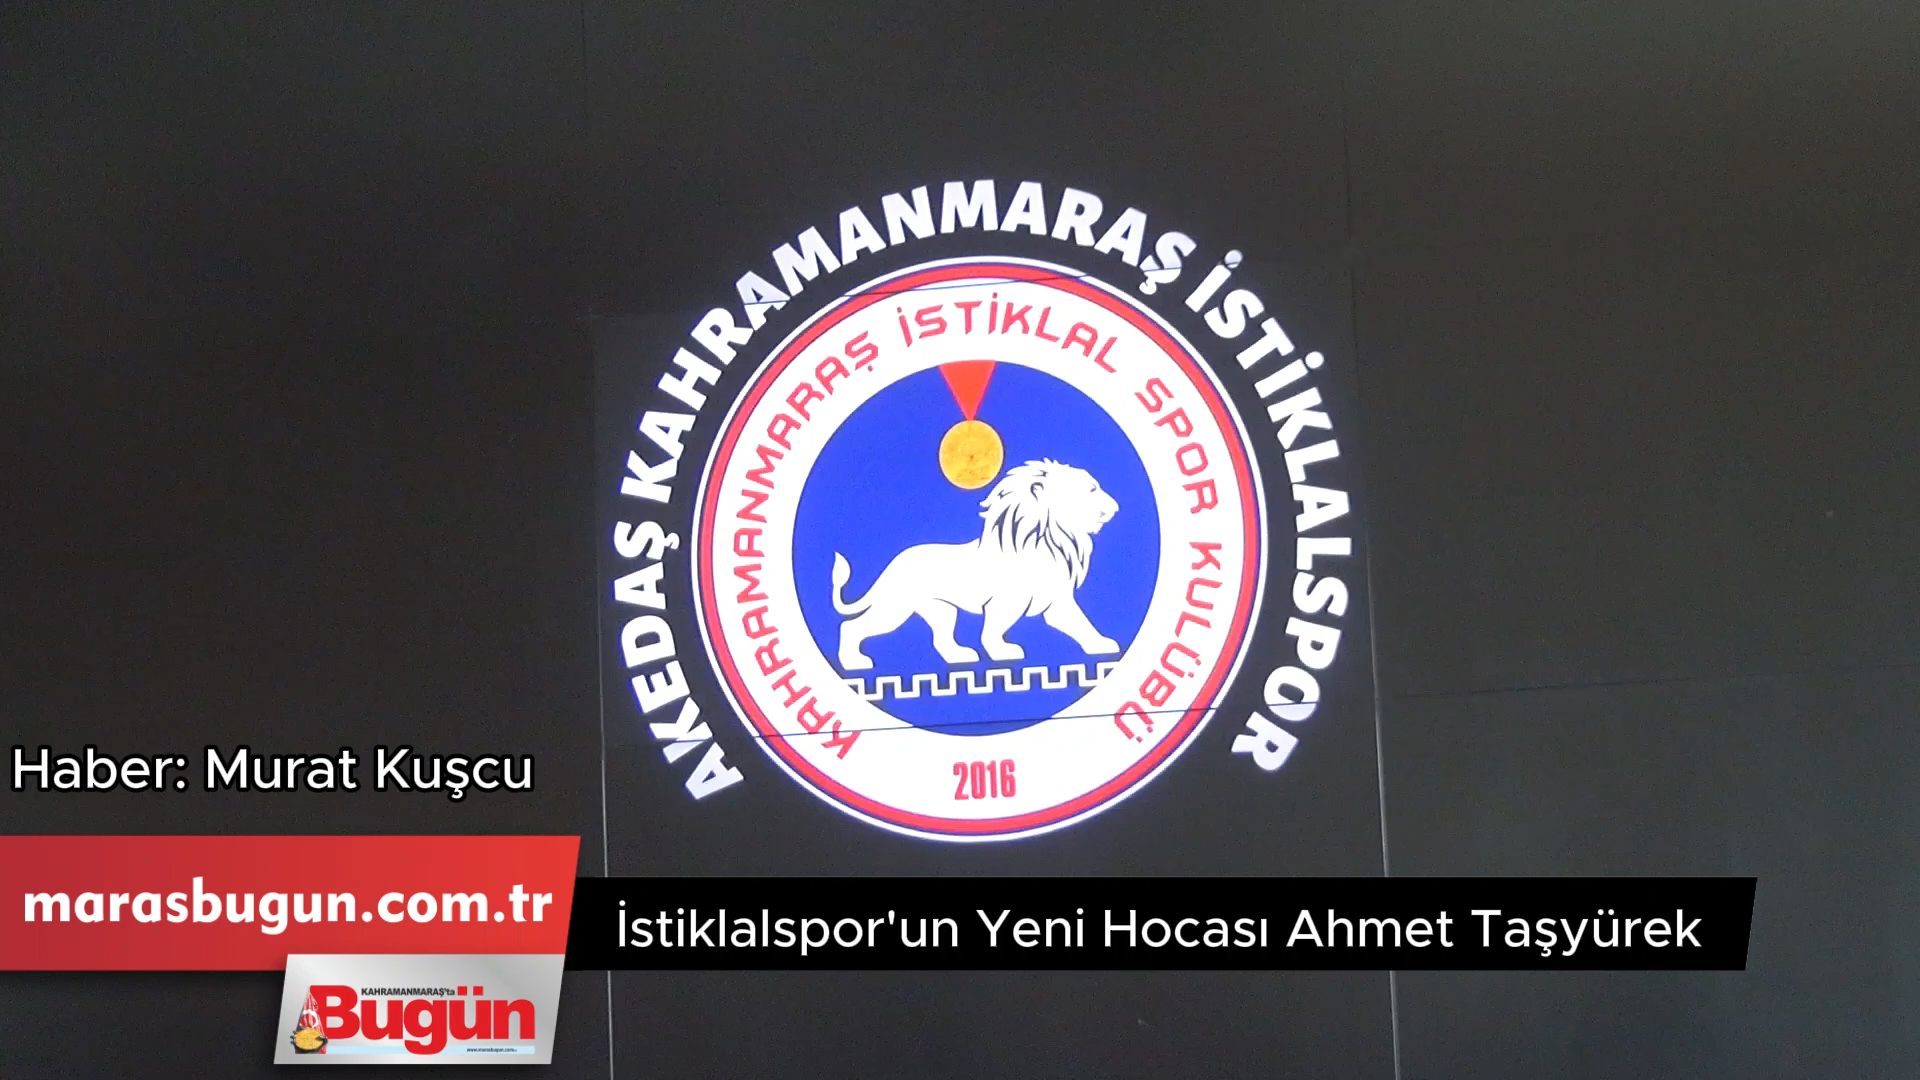 AKEDAŞ KAHRAMANMARAŞ İSTİKLALSPOR
KAHRAMANMARAŞ İSTİKLAL SPOR KULÜBÜ
2016
Haber: Murat Kuşcu
marasbugun.com.tr
İstiklalspor'un Yeni Hocası Ahmet Taşyürek
KAHRAMANMARAŞ'ta
Bugün